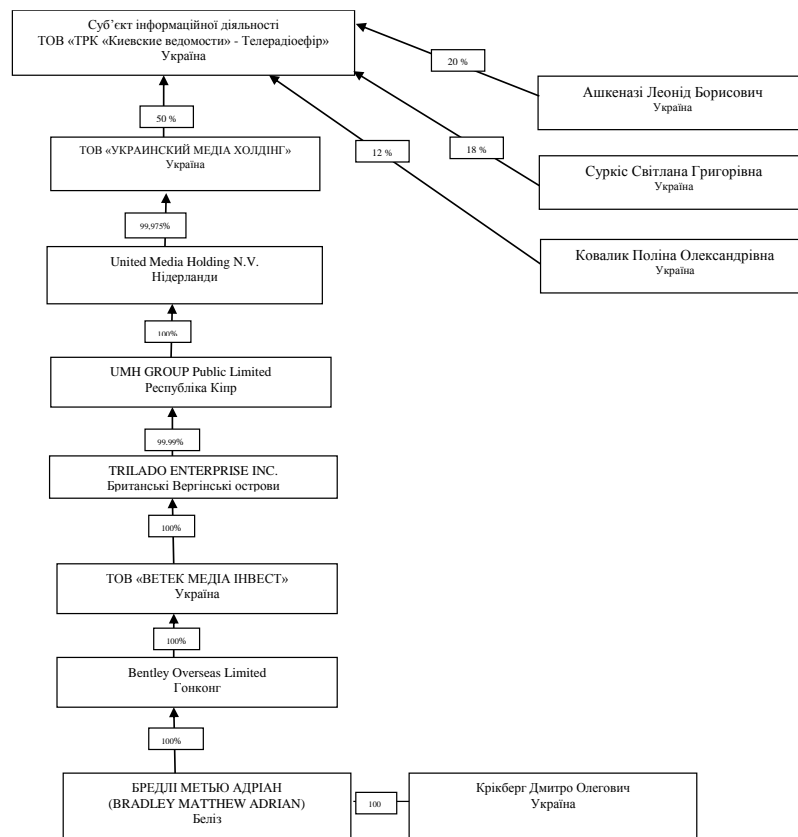 Суб’єкт інформаційної діяльності
ТОВ «ТРК «Киевские ведомости» - Телерадіоефір»
Україна
20 %
Ашкеназі Леонід Борисович
Україна
50 %
ТОВ «УКРАИНСКИЙ МЕДІА ХОЛДІНГ»
Україна
12 %
18 %
Суркіс Світлана Григорівна
Україна
99,975%
Ковалик Поліна Олександрівна
Україна
United Media Holding N.V.
Нідерланди
100%
UMH GROUP Public Limited
Республіка Кіпр
99.99%
TRILADO ENTERPRISE INC.
Британські Вергінські острови
100%
ТОВ «ВЕТЕК МЕДІА ІНВЕСТ»
Україна
100%
Bentley Overseas Limited
Гонконг
100%
БРЕДЛІ МЕТЬЮ АДРІАН
(BRADLEY MATTHEW ADRIAN)
Беліз
100
Крікберг Дмитро Олегович
Україна